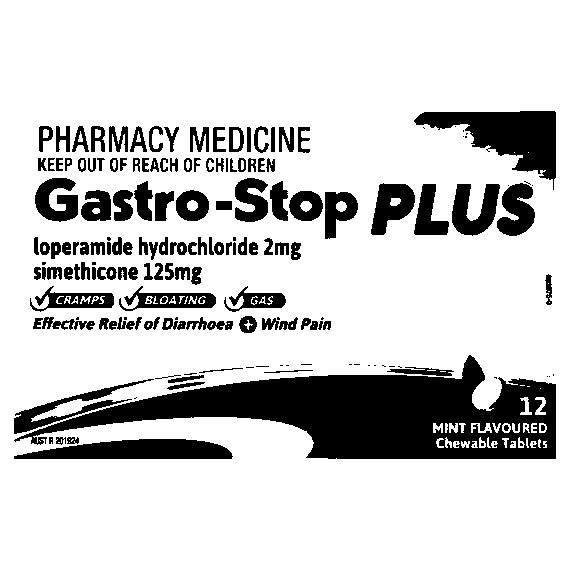 PHARMACY MEDICINE
KEEP OUT OF REACH OF CHILDREN
Gastro-Stop PLUS
loperamide hydrochloride 2mg
simethicone 125mg
CRAMPS BLOATING GAS
Effective Relief of Diarrhoea + Wind Pain
12
MINT FLAVOURED
Chewable Tablets
AUST R 201924